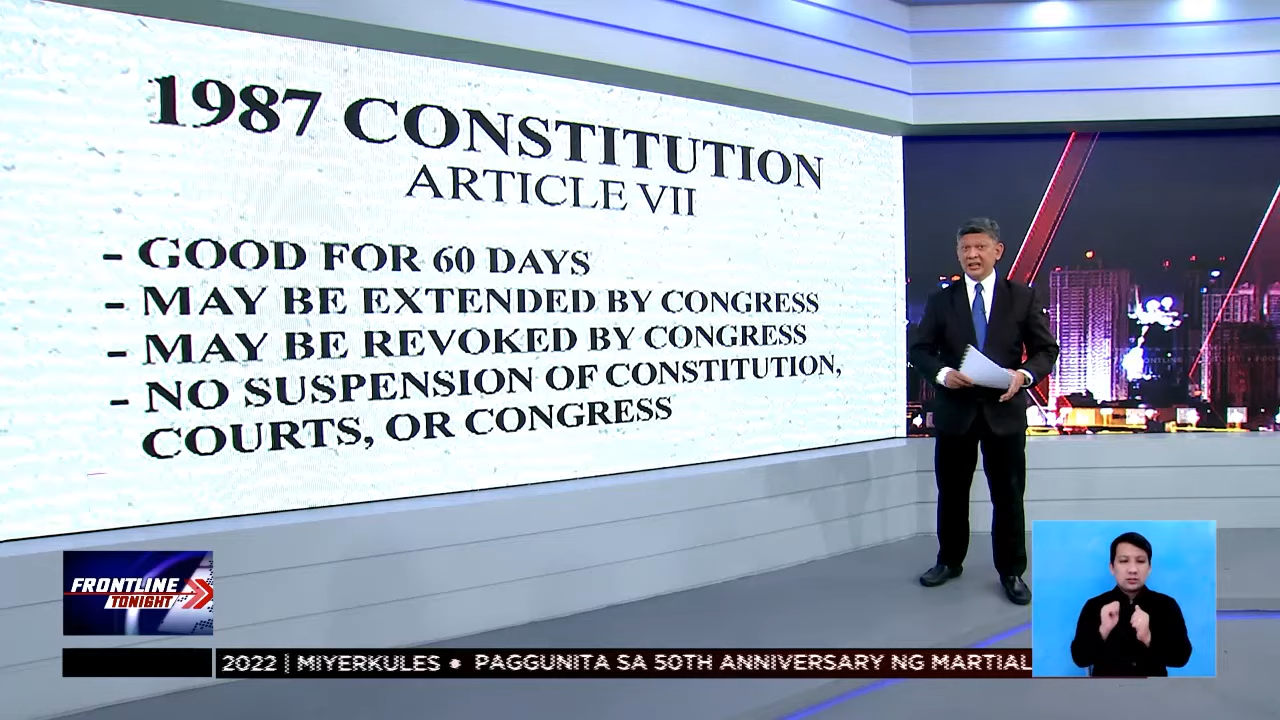 1987 CONSTITUTION
ARTICLE VII
- GOOD FOR 60 DAYS
- MAY BE EXTENDED BY CONGRESS
- MAY BE REVOKED BY CONGRESS
- NO SUSPENSION OF CONSTITUTION,
COURTS, OR CONGRESS
FRONTLINE
TONIGHT
2022 | MIYERKULES • PAGGUNITA SA 50TH ANNIVERSARY NG MARTIAL